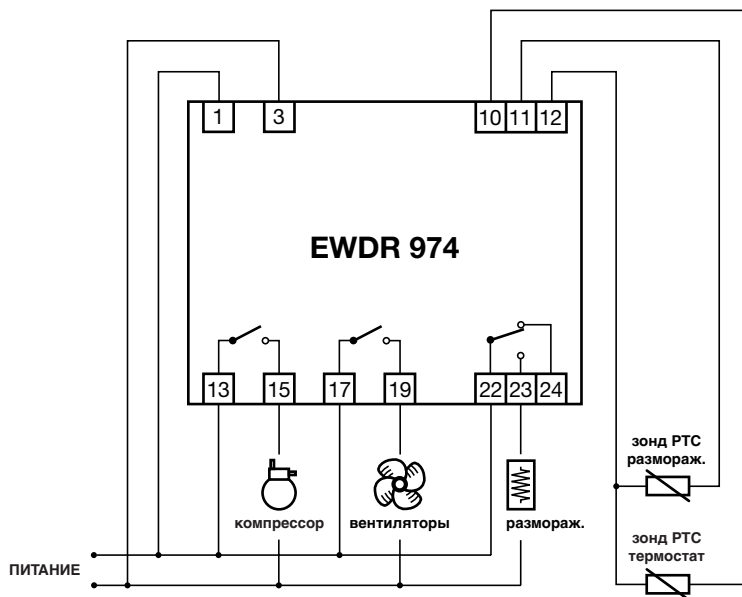 1 3 10 11 12
EWDR 974
13 15 17 19 22 23 24
зонд PTC
размораж.
компрессор вентиляторы размораж.
зонд PTC
термостат
ПИТАНИЕ